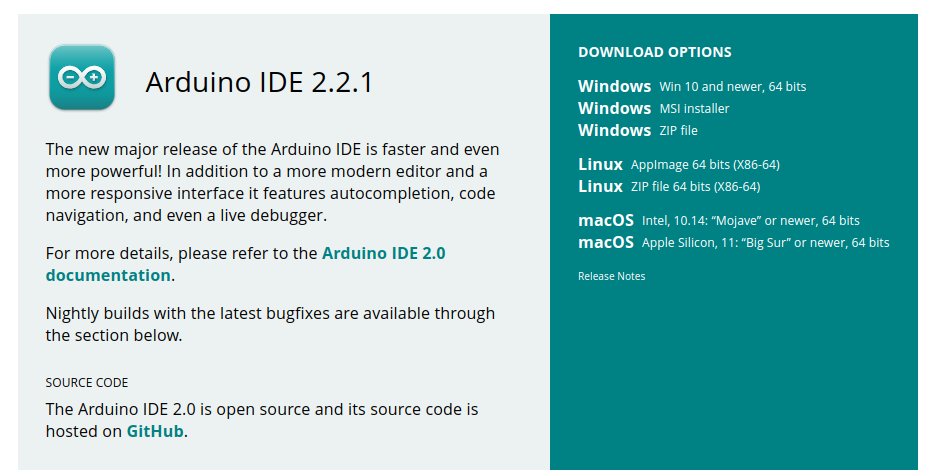 Arduino IDE 2.2.1
The new major release of the Arduino IDE is faster and even
more powerful! In addition to a more modern editor and a
more responsive interface it features autocompletion, code
navigation, and even a live debugger.
For more details, please refer to the Arduino IDE 2.0
documentation.
Nightly builds with the latest bugfixes are available through
the section below.
SOURCE CODE
The Arduino IDE 2.0 is open source and its source code is
hosted on GitHub.
DOWNLOAD OPTIONS
Windows Win 10 and newer, 64 bits
Windows MSI installer
Windows ZIP file
Linux AppImage 64 bits (X86-64)
Linux ZIP file 64 bits (X86-64)
macOS Intel, 10.14: “Mojave” or newer, 64 bits
macOS Apple Silicon, 11: “Big Sur” or newer, 64 bits
Release Notes